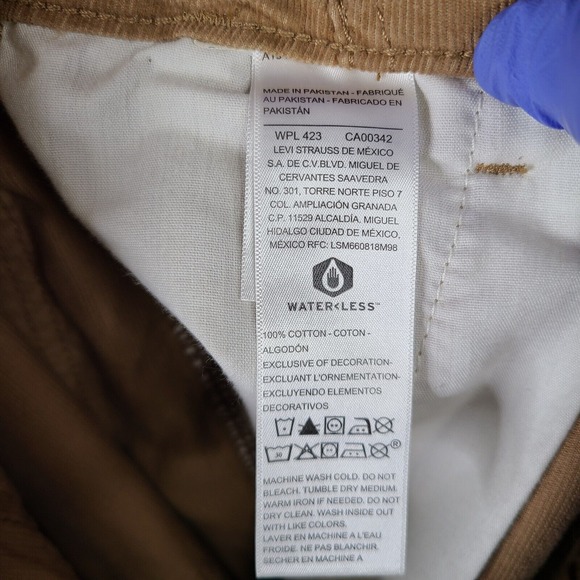 MADE IN PAKISTAN - FABRIQUÉ
AU PAKISTAN - FABRICADO EN
PAKISTÁN
WPL 423 CA00342
LEVI STRAUSS DE MÉXICO
S.A. DE C.V.BLVD. MIGUEL DE
CERVANTES SAAVEDRA
NO. 301, TORRE NORTE PISO 7
COL. AMPLIACIÓN GRANADA
C.P. 11529 ALCALDÍA. MIGUEL
HIDALGO CIUDAD DE MÉXICO,
MÉXICO RFC: LSM660818M98
WATER<LESS™
100% COTTON - COTON -
ALGODÓN
EXCLUSIVE OF DECORATION-
EXCLUANT L'ORNEMENTATION-
EXCLUYENDO ELEMENTOS
DECORATIVOS
30 ®
MACHINE WASH COLD. DO NOT
BLEACH. TUMBLE DRY MEDIUM.
WARM IRON IF NEEDED. DO NOT
DRY CLEAN. WASH INSIDE OUT
WITH LIKE COLORS.
LAVER EN MACHINE A L'EAU
FROIDE. NE PAS BLANCHIR.
SECHER EN MACHINE A